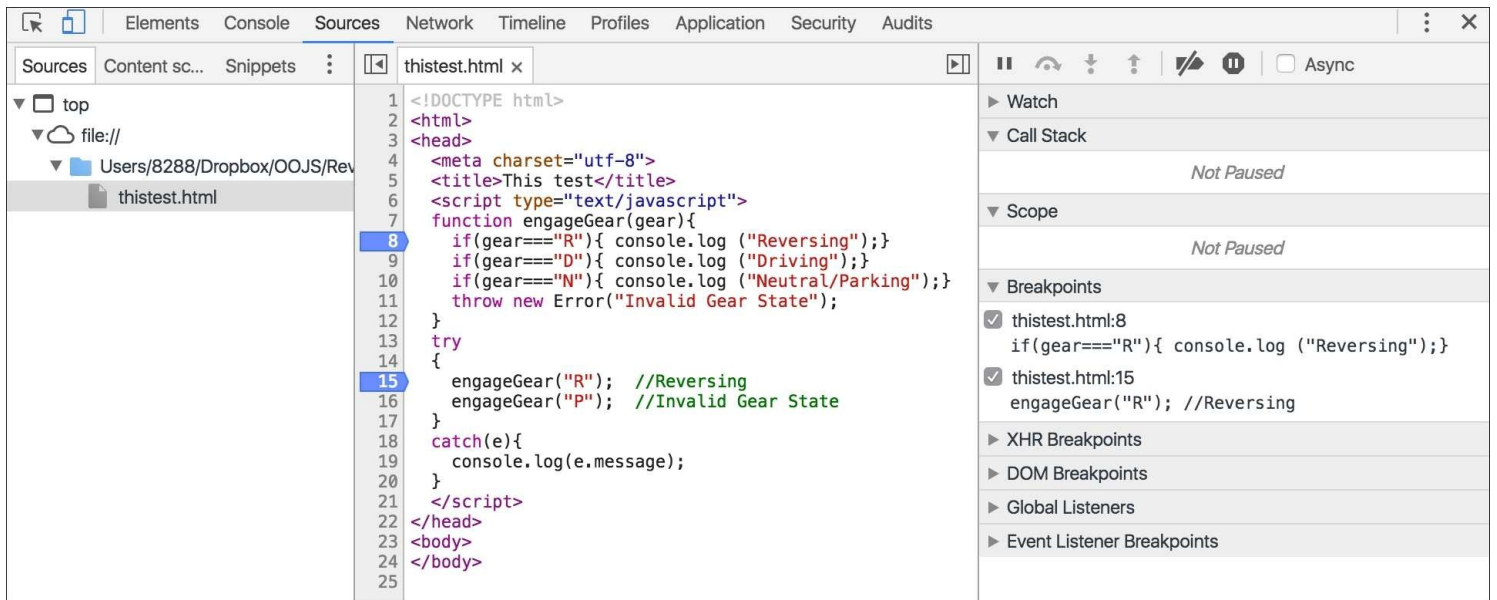 Elements Console Sources Network Timeline Profiles Application Security Audits
Sources Content sc... Snippets
top
file://
Users/8288/Dropbox/OOJS/Rev
thistest.html
thistest.html ×
1 <!DOCTYPE html>
2 <html>
3 <head>
4   <meta charset="utf-8">
5   <title>This test</title>
6   <script type="text/javascript">
7   function engageGear(gear){
8     if(gear==="R"){ console.log ("Reversing");}
9     if(gear==="D"){ console.log ("Driving");}
10     if(gear==="N"){ console.log ("Neutral/Parking");}
11     throw new Error("Invalid Gear State");
12   }
13   try
14   {
15     engageGear("R");  //Reversing
16     engageGear("P");  //Invalid Gear State
17   }
18   catch(e){
19     console.log(e.message);
20   }
21   </script>
22 </head>
23 <body>
24 </body>
25
Async
Watch
Call Stack
Not Paused
Scope
Not Paused
Breakpoints
thistest.html:8
if(gear==="R"){ console.log ("Reversing");}
thistest.html:15
engageGear("R"); //Reversing
XHR Breakpoints
DOM Breakpoints
Global Listeners
Event Listener Breakpoints